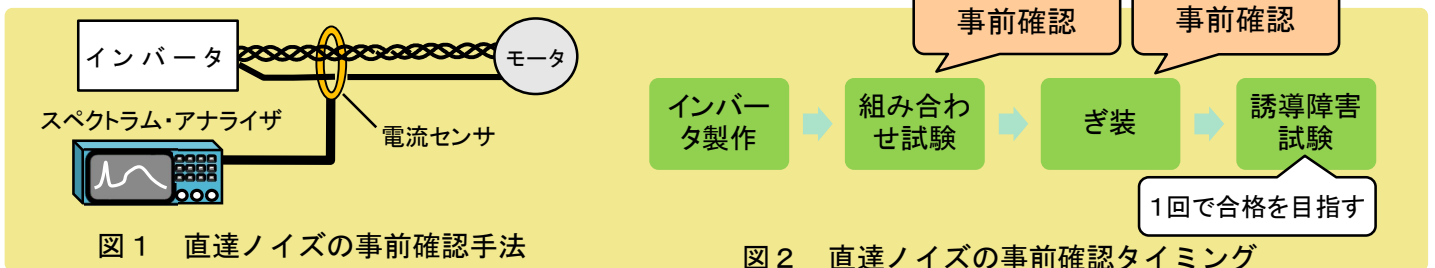 インバータ
モータ
スペクトラム・アナライザ
電流センサ
図１　直達ノイズの事前確認手法
事前確認
事前確認
インバー
タ製作
組み合わ
せ試験
ぎ装
誘導障害
試験
1回で合格を目指す
図２　直達ノイズの事前確認タイミング